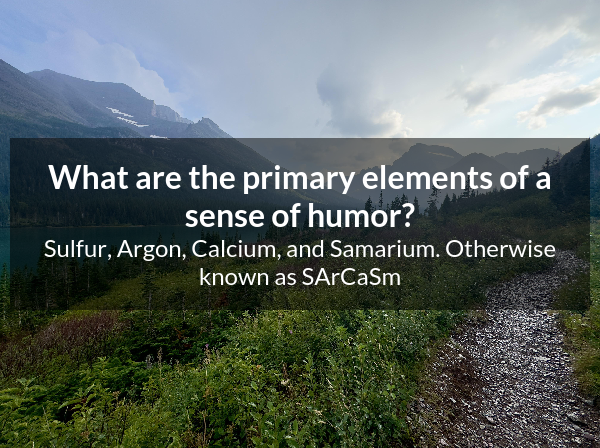 What are the primary elements of a
sense of humor?
Sulfur, Argon, Calcium, and Samarium. Otherwise
known as SArCaSm